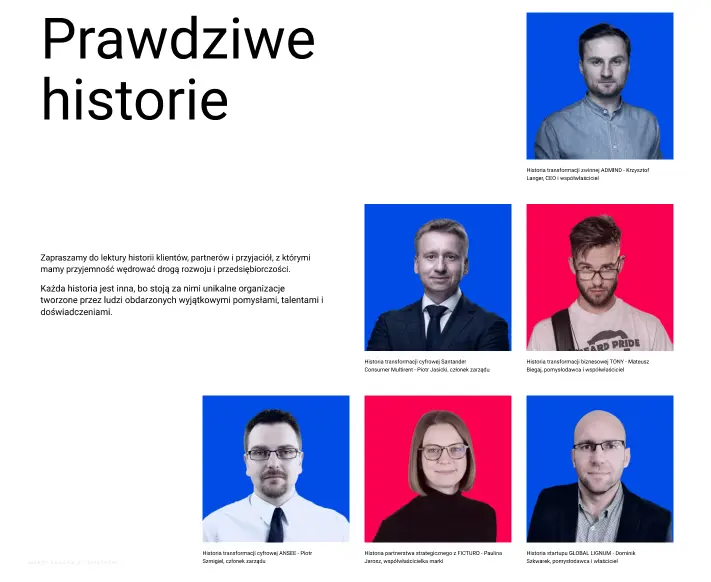 Prawdziwe
historie
Historia transformacji zwinnej ADMIND - Krzysztof
Langer, CEO i współwłaściciel
Zapraszamy do lektury historii klientów, partnerów i przyjaciół, z którymi
mamy przyjemność wędrować drogą rozwoju i przedsiębiorczości.
Każda historia jest inna, bo stoją za nimi unikalne organizacje
tworzone przez ludzi obdarzonych wyjątkowymi pomysłami, talentami i
doświadczeniami.
Historia transformacji cyfrowej Santander
Consumer Multirent - Piotr Jasicki, członek zarządu
Historia transformacji biznesowej TONY - Mateusz
Biegaj, pomysłodawca i współwłaściciel
BEARD PRIDE
Historia transformacji cyfrowej ANSEE - Piotr
Szmigiel, członek zarządu
Historia partnerstwa strategicznego z FICTURO - Paulina
Jarosz, współwłaścicielka marki
Historia startupu GLOBAL LIGNUM - Dominik
Szkwarek, pomysłodawca i właściciel